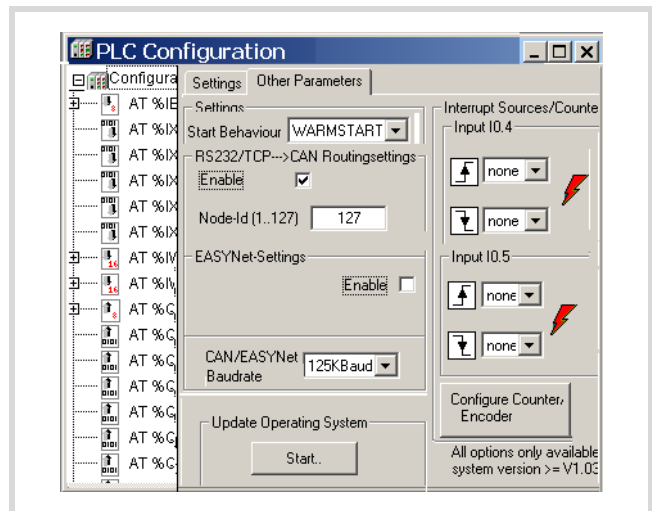 PLC Configuration
Configura
AT %IE
AT %IX
AT %IX
AT %IX
AT %IX
AT %IX
AT %IV
AT %IV
AT %Q
AT %Q
AT %Q
AT %Q
AT %Q
AT %Q
AT %Q
Settings
Other Parameters
Settings
Start Behaviour WARMSTART
RS232/TCP--->CAN Routingsettings
Enable
Node-Id (1..127) 127
EASYNet-Settings
Enable
CAN/EASYNet
Baudrate
125KBaud
Update Operating System
Start..
Interrupt Sources/Counte
Input I0.4
none
none
Input I0.5
none
none
Configure Counter/
Encoder
All options only available
system version >= V1.03